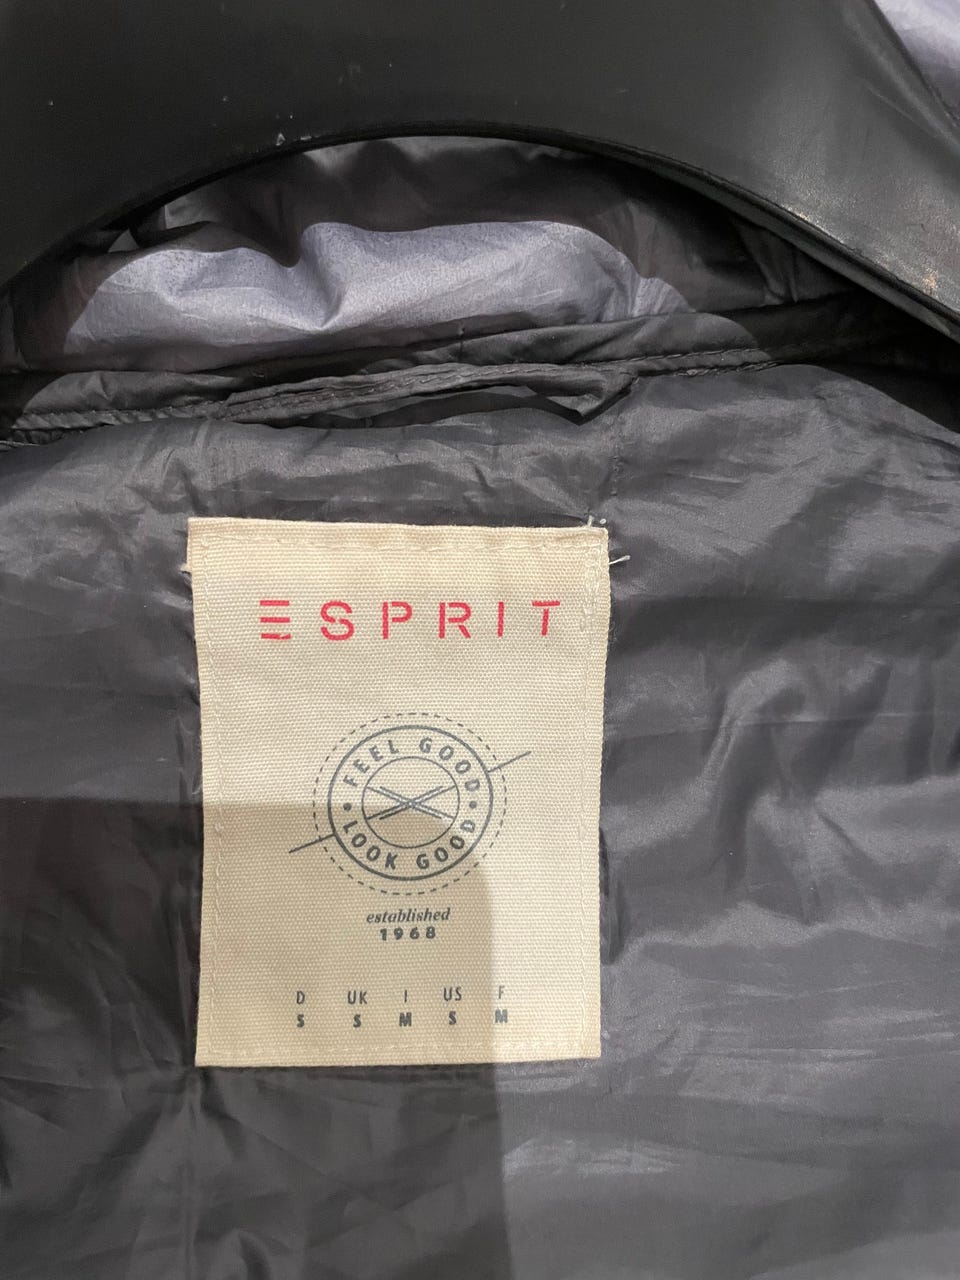 ESPRIT
FEEL GOOD
• LOOK GOOD •
established
1968
D UK I US F
S S M S M